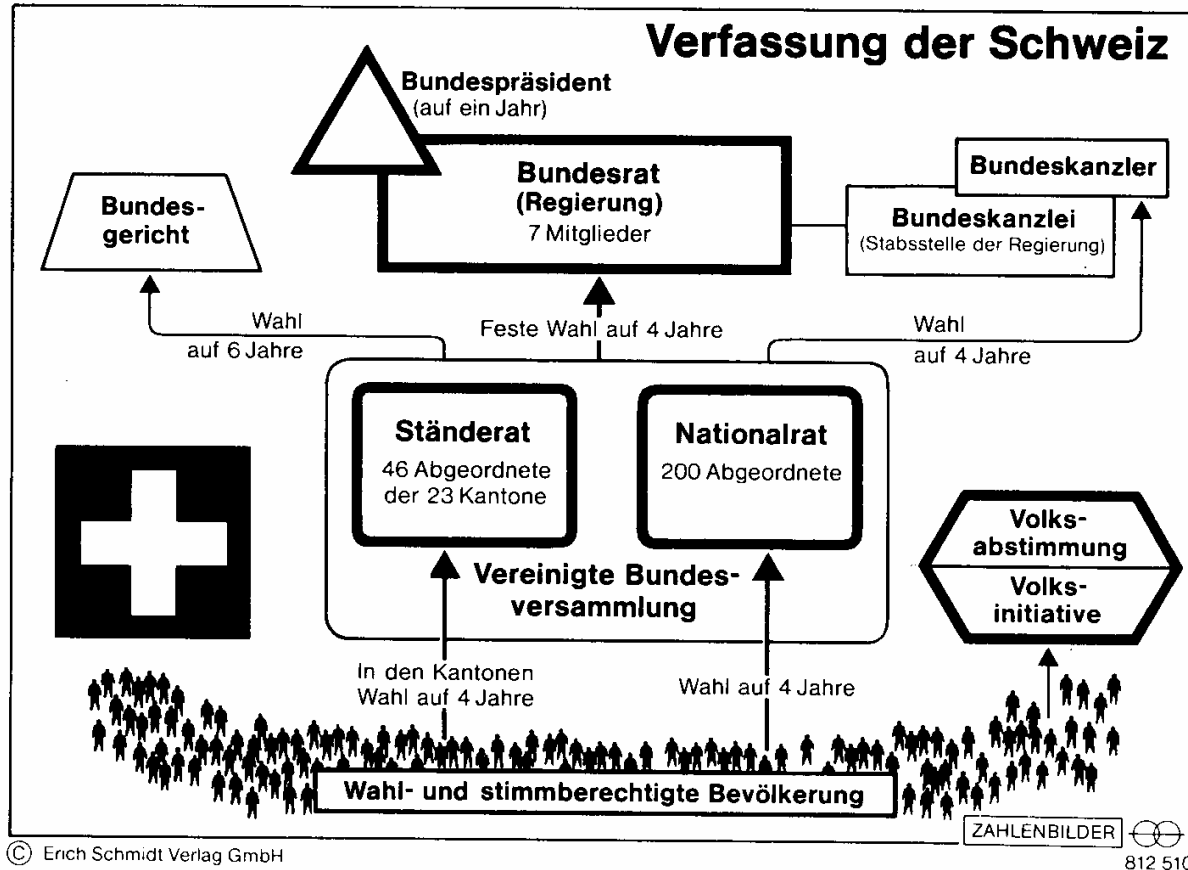 Verfassung der Schweiz
Bundespräsident
(auf ein Jahr)
Bundesrat
(Regierung)
7 Mitglieder
Bundeskanzler
Bundeskanzlei
(Stabsstelle der Regierung)
Bundes-
gericht
Wahl
auf 6 Jahre
Feste Wahl auf 4 Jahre
Wahl
auf 4 Jahre
Ständerat
46 Abgeordnete
der 23 Kantone
Nationalrat
200 Abgeordnete
Vereinigte Bundes-
versammlung
Volks-
abstimmung
Volks-
initiative
In den Kantonen
Wahl auf 4 Jahre
Wahl auf 4 Jahre
Wahl- und stimmberechtigte Bevölkerung
ZAHLENBILDER
© Erich Schmidt Verlag GmbH
812 510